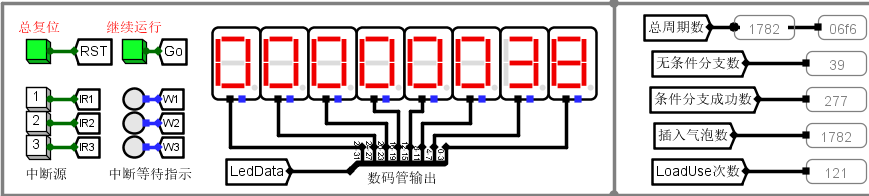 总复位 继续运行
RST Go
1 IR1 W1
2 IR2 W2
3 IR3 W3
中断源 中断等待指示
000000
LedData 数码管输出
总周期数 1782 06f6
无条件分支数 39
条件分支成功数 277
插入气泡数 1782
LoadUse次数 121